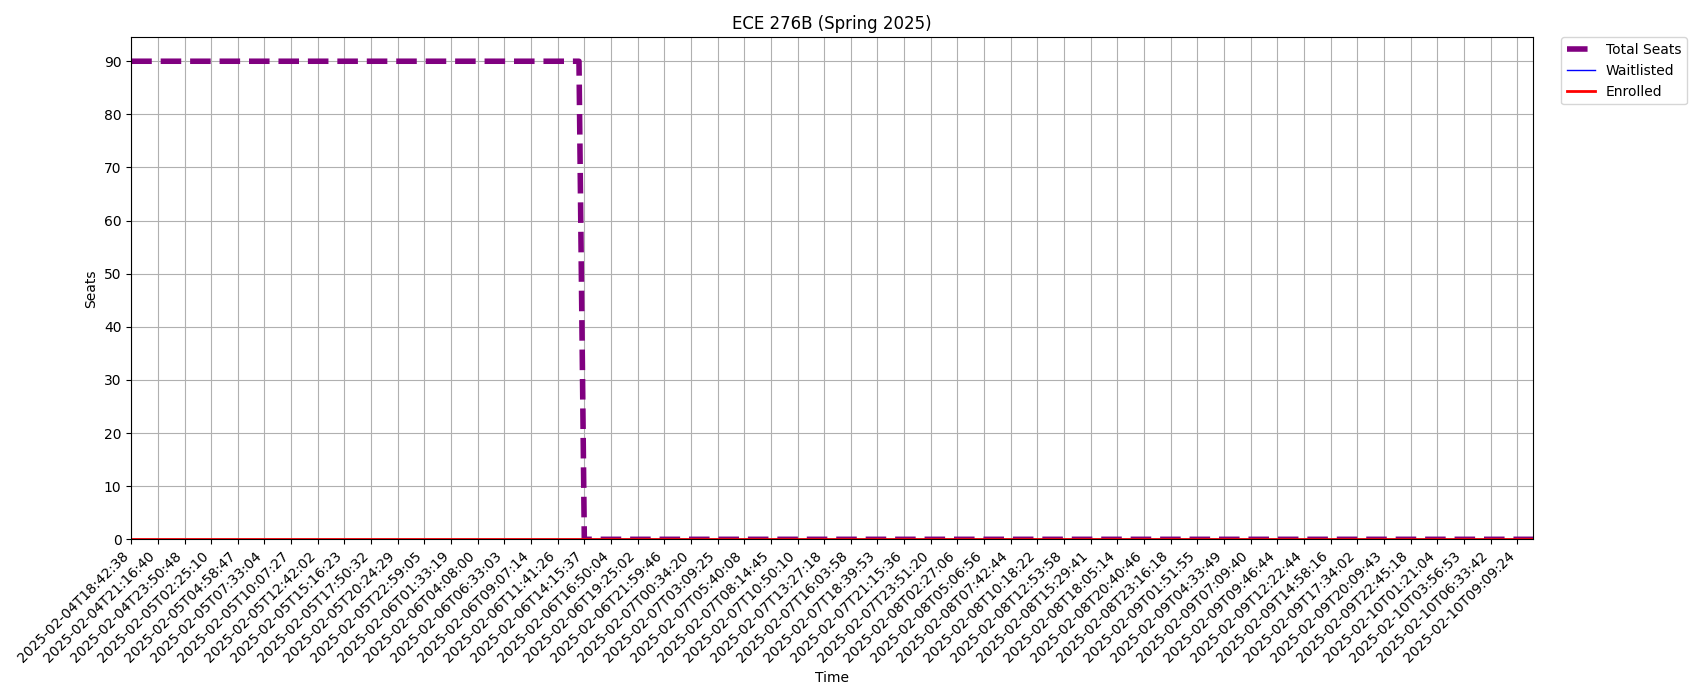 ECE 276B (Spring 2025)
Total Seats
Waitlisted
Enrolled
Seats
90
80
70
60
50
40
30
20
10
0
2025-02-04T18:42:38
2025-02-04T21:16:40
2025-02-04T23:50:48
2025-02-05T02:25:10
2025-02-05T04:58:47
2025-02-05T07:33:04
2025-02-05T10:07:27
2025-02-05T12:42:02
2025-02-05T15:16:23
2025-02-05T17:50:32
2025-02-05T20:24:29
2025-02-05T22:59:05
2025-02-06T01:33:19
2025-02-06T04:08:00
2025-02-06T06:33:03
2025-02-06T09:07:14
2025-02-06T11:41:26
2025-02-06T14:15:37
2025-02-06T16:50:04
2025-02-06T19:25:02
2025-02-06T21:59:46
2025-02-07T00:34:20
2025-02-07T03:09:25
2025-02-07T05:40:08
2025-02-07T08:14:45
2025-02-07T10:50:10
2025-02-07T13:27:18
2025-02-07T16:03:58
2025-02-07T18:39:53
2025-02-07T21:15:36
2025-02-07T23:51:20
2025-02-08T02:27:06
2025-02-08T05:06:56
2025-02-08T07:42:44
2025-02-08T10:18:22
2025-02-08T12:53:58
2025-02-08T15:29:41
2025-02-08T18:05:14
2025-02-08T20:40:46
2025-02-08T23:16:18
2025-02-09T01:51:55
2025-02-09T04:33:49
2025-02-09T07:09:40
2025-02-09T09:46:44
2025-02-09T12:22:44
2025-02-09T14:58:16
2025-02-09T17:34:02
2025-02-09T20:09:43
2025-02-09T22:45:18
2025-02-10T01:21:04
2025-02-10T03:56:53
2025-02-10T06:33:42
2025-02-10T09:09:24
Time